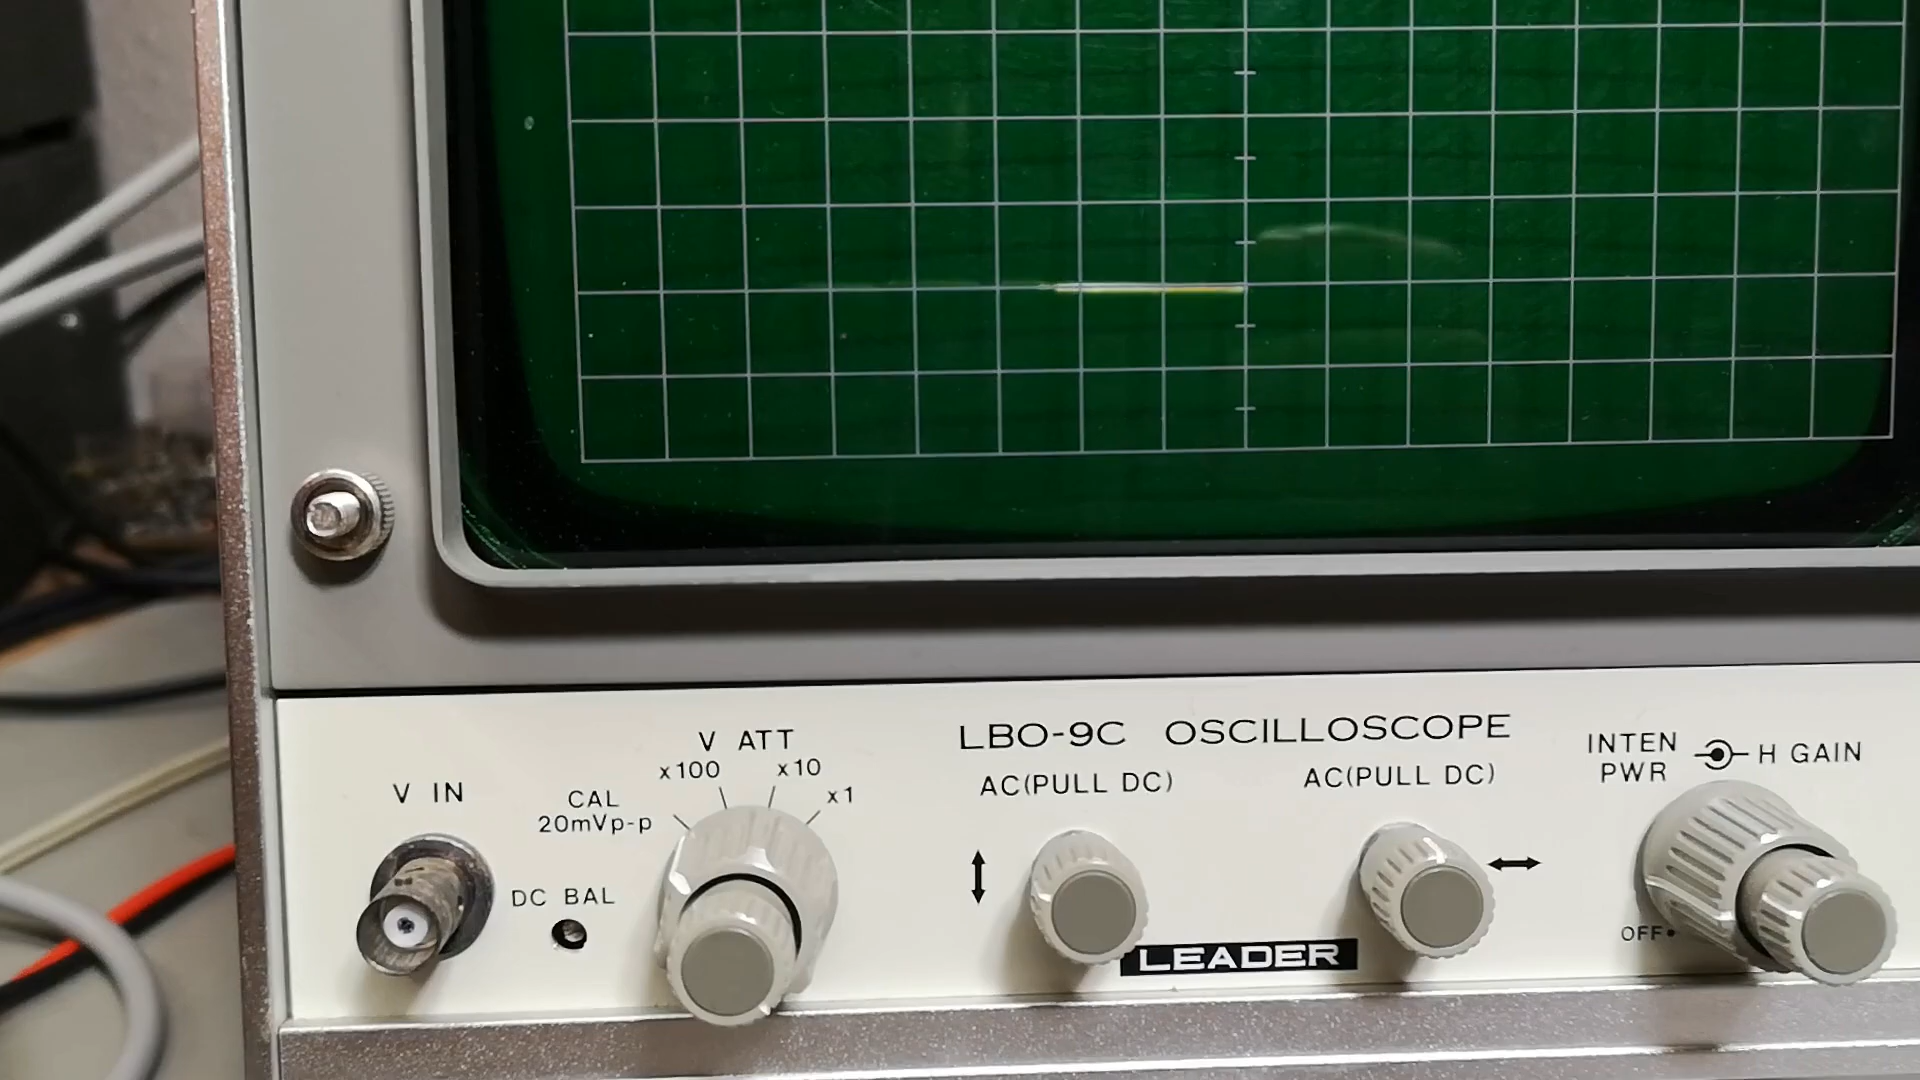 LBO-9C OSCILLOSCOPE
V IN
DC BAL
V ATT
CAL
20mVp-p
x100
x10
x1
AC(PULL DC)
AC(PULL DC)
LEADER
INTEN
PWR
H GAIN
OFF